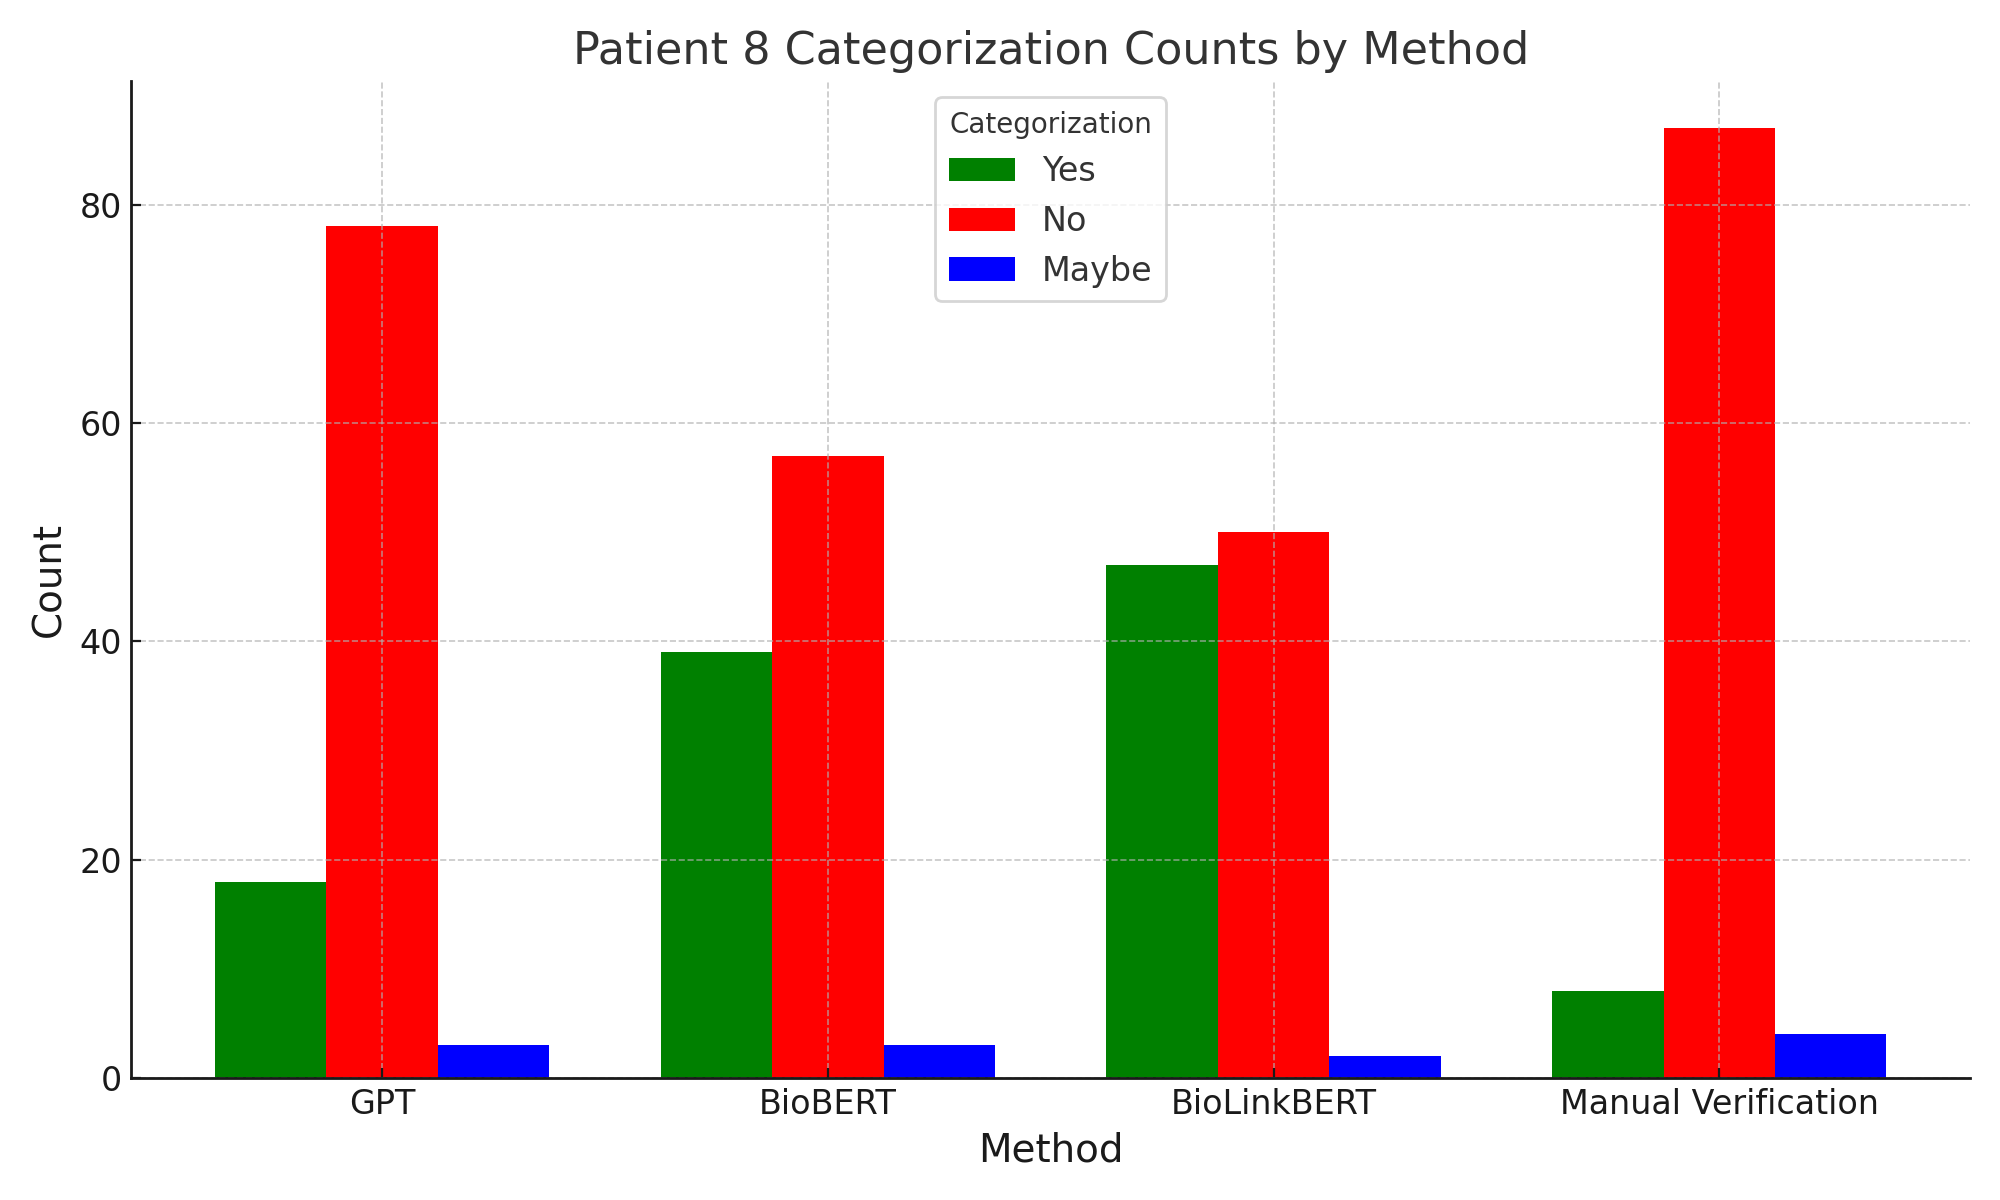 Patient 8 Categorization Counts by Method
Categorization
Yes
No
Maybe
80
60
40
20
0
Count
GPT
BioBERT
BioLinkBERT
Manual Verification
Method